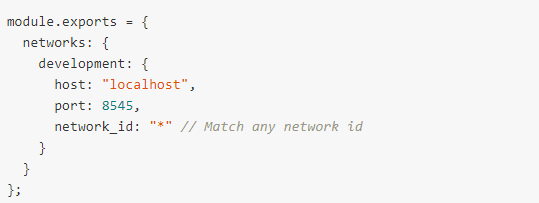 module.exports = {
  networks: {
    development: {
      host: "localhost",
      port: 8545,
      network_id: "*" // Match any network id
    }
  }
};